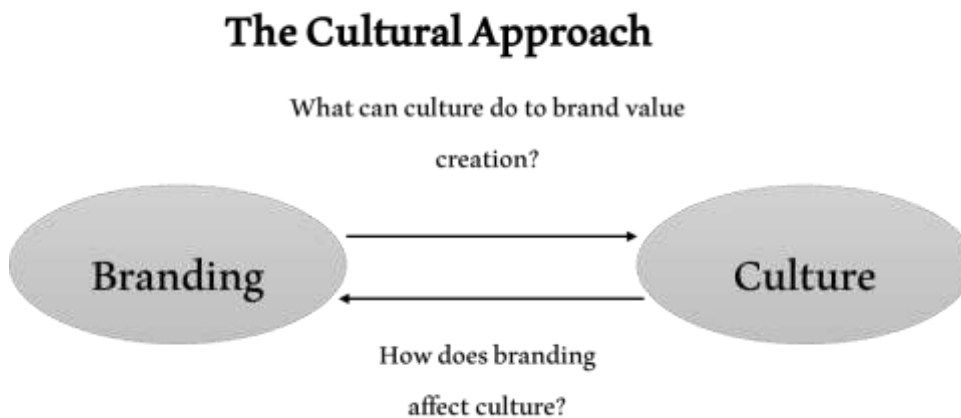 The Cultural Approach
What can culture do to brand value
creation?
Branding
Culture
How does branding
affect culture?